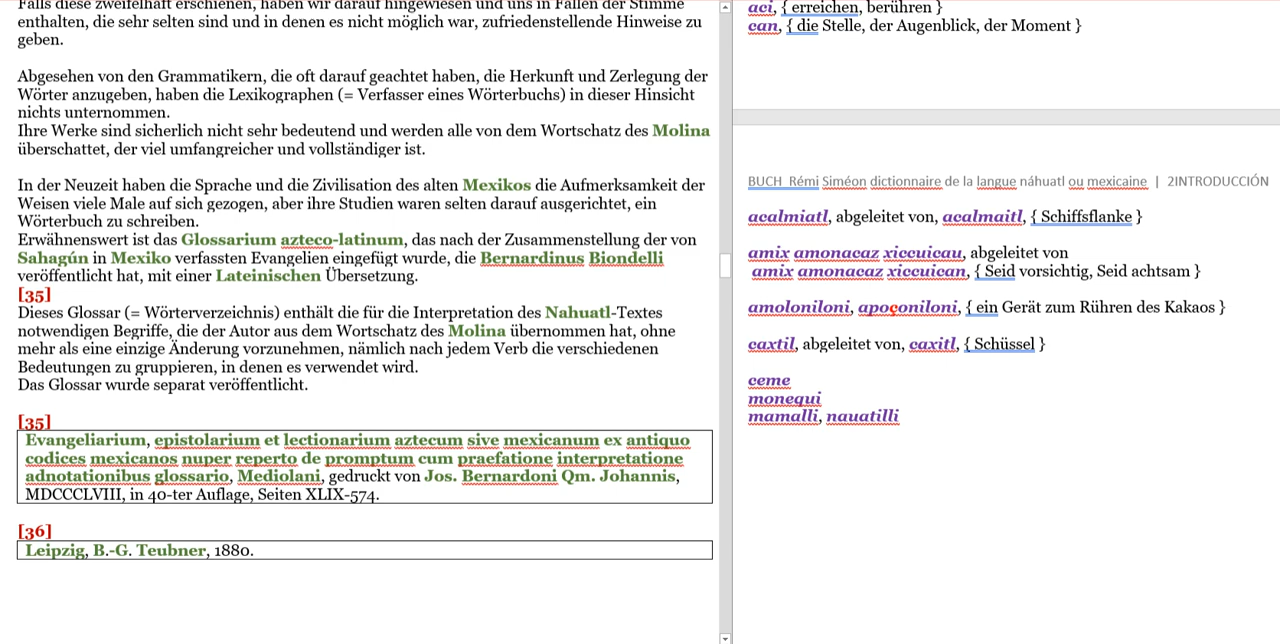 Falls diese zweifelhaft erschienen, haben wir darauf hingewiesen und uns in Fällen der Stimme
enthalten, die sehr selten sind und in denen es nicht möglich war, zufriedenstellende Hinweise zu
geben.
Abgesehen von den Grammatikern, die oft darauf geachtet haben, die Herkunft und Zerlegung der
Wörter anzugeben, haben die Lexikographen (= Verfasser eines Wörterbuchs) in dieser Hinsicht
nichts unternommen.
Ihre Werke sind sicherlich nicht sehr bedeutend und werden alle von dem Wortschatz des Molina
überschattet, der viel umfangreicher und vollständiger ist.
In der Neuzeit haben die Sprache und die Zivilisation des alten Mexikos die Aufmerksamkeit der
Weisen viele Male auf sich gezogen, aber ihre Studien waren selten darauf ausgerichtet, ein
Wörterbuch zu schreiben.
Erwähnenswert ist das Glossarium azteco-latinum, das nach der Zusammenstellung der von
Sahagún in Mexiko verfassten Evangelien eingefügt wurde, die Bernardinus Biondelli
veröffentlicht hat, mit einer Lateinischen Übersetzung.
[35]
Dieses Glossar (= Wörterverzeichnis) enthält die für die Interpretation des Nahuatl-Textes
notwendigen Begriffe, die der Autor aus dem Wortschatz des Molina übernommen hat, ohne
mehr als eine einzige Änderung vorzunehmen, nämlich nach jedem Verb die verschiedenen
Bedeutungen zu gruppieren, in denen es verwendet wird.
Das Glossar wurde separat veröffentlicht.
[35]
Evangeliarium, epistolarium et lectionarium aztecum sive mexicanum ex antiquo
codices mexicanos nuper reperto de promptum cum praefatione interpretatione
adnotationibus glossario, Mediolani, gedruckt von Jos. Bernardoni Qm. Johannis,
MDCCCLVIII, in 40-ter Auflage, Seiten XLIX-574.
[36]
Leipzig, B.-G. Teubner, 1880.
aci, { erreichen, berühren }
can, { die Stelle, der Augenblick, der Moment }
BUCH Rémi Siméon dictionnaire de la langue náhuatl ou mexicaine | 2INTRODUCCIÓN
acalmiatl, abgeleitet von, acalmaitl, { Schiffsflanke }
amix amonacaz xiccuicau, abgeleitet von
amix amonacaz xiccuican, { Seid vorsichtig, Seid achtsam }
amoloniloni, apoçoniloni, { ein Gerät zum Rühren des Kakaos }
caxtil, abgeleitet von, caxitl, { Schüssel }
ceme
monequi
mamalli, nauatilli